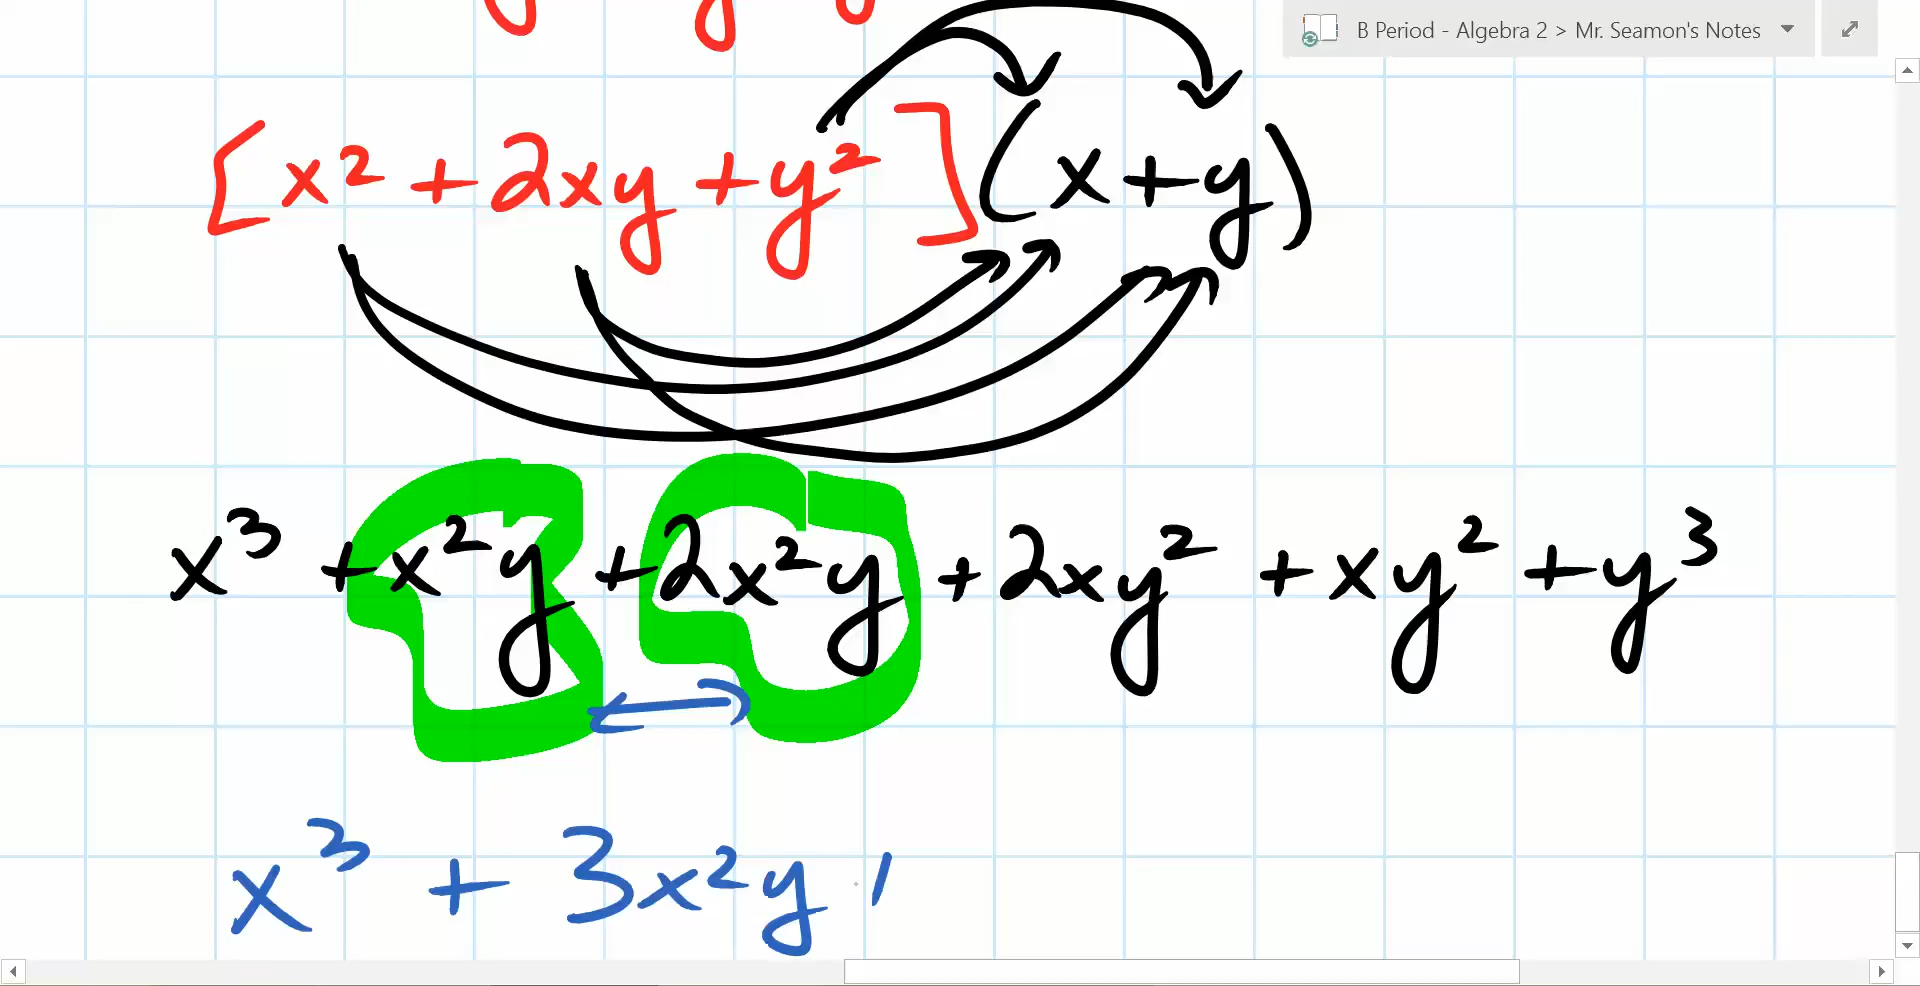 B Period - Algebra 2 > Mr. Seamon's Notes
[x² + 2xy + y²](x + y)
x³ + x²y + 2x²y + 2xy² + xy² + y³
x³ + 3x²y